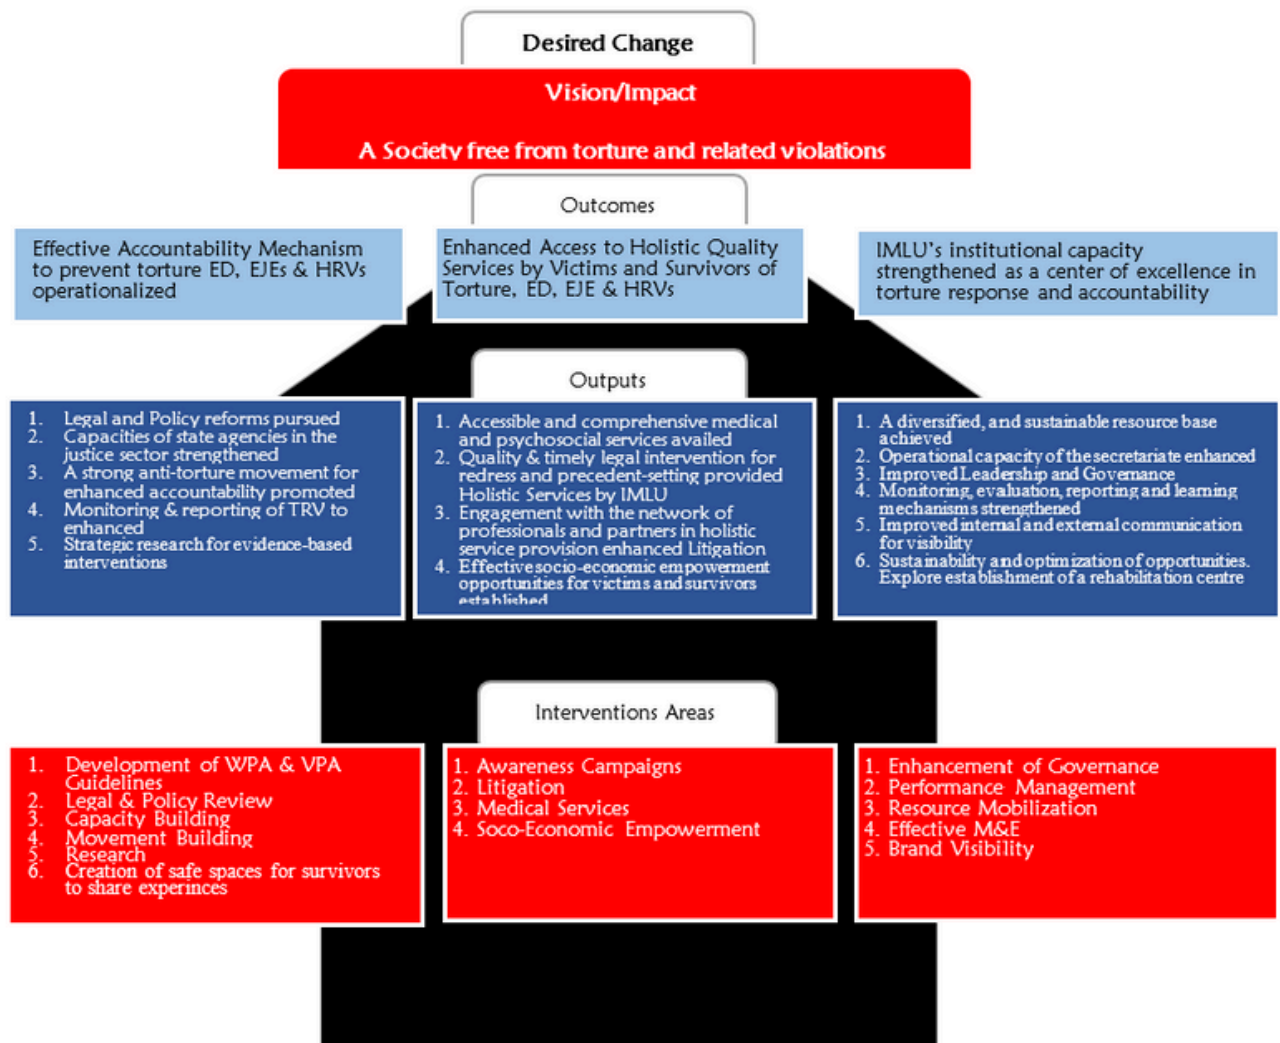 Desired Change
Vision/Impact
A Society free from torture and related violations
Outcomes
Effective Accountability Mechanism
to prevent torture ED, EJEs & HRVs
operationalized
Enhanced Access to Holistic Quality
Services by Victims and Survivors of
Torture, ED, EJE & HRVs
IMLU's institutional capacity
strengthened as a center of excellence in
torture response and accountability
Outputs
1. Legal and Policy reforms pursued
2. Capacities of state agencies in the
justice sector strengthened
3. A strong anti-torture movement for
enhanced accountability promoted
4. Monitoring & reporting of TRV to
enhanced
5. Strategic research for evidence-based
interventions
1. Accessible and comprehensive medical
and psychosocial services availed
2. Quality & timely legal intervention for
redress and precedent-setting provided
Holistic Services by IMLU
3. Engagement with the network of
professionals and partners in holistic
service provision enhanced Litigation
4. Effective socio-economic empowerment
opportunities for victims and survivors
established
1. A diversified, and sustainable resource base
achieved
2. Operational capacity of the secretariate enhanced
3. Improved Leadership and Governance
4. Monitoring, evaluation, reporting and learning
mechanisms strengthened
5. Improved internal and external communication
for visibility
6. Sustainability and optimization of opportunities.
Explore establishment of a rehabilitation centre
Interventions Areas
1. Development of WPA & VPA
Guidelines
2. Legal & Policy Review
3. Capacity Building
4. Movement Building
5. Research
6. Creation of safe spaces for survivors
to share experinces
1. Awareness Campaigns
2. Litigation
3. Medical Services
4. Soco-Economic Empowerment
1. Enhancement of Governance
2. Performance Management
3. Resource Mobilization
4. Effective M&E
5. Brand Visibility